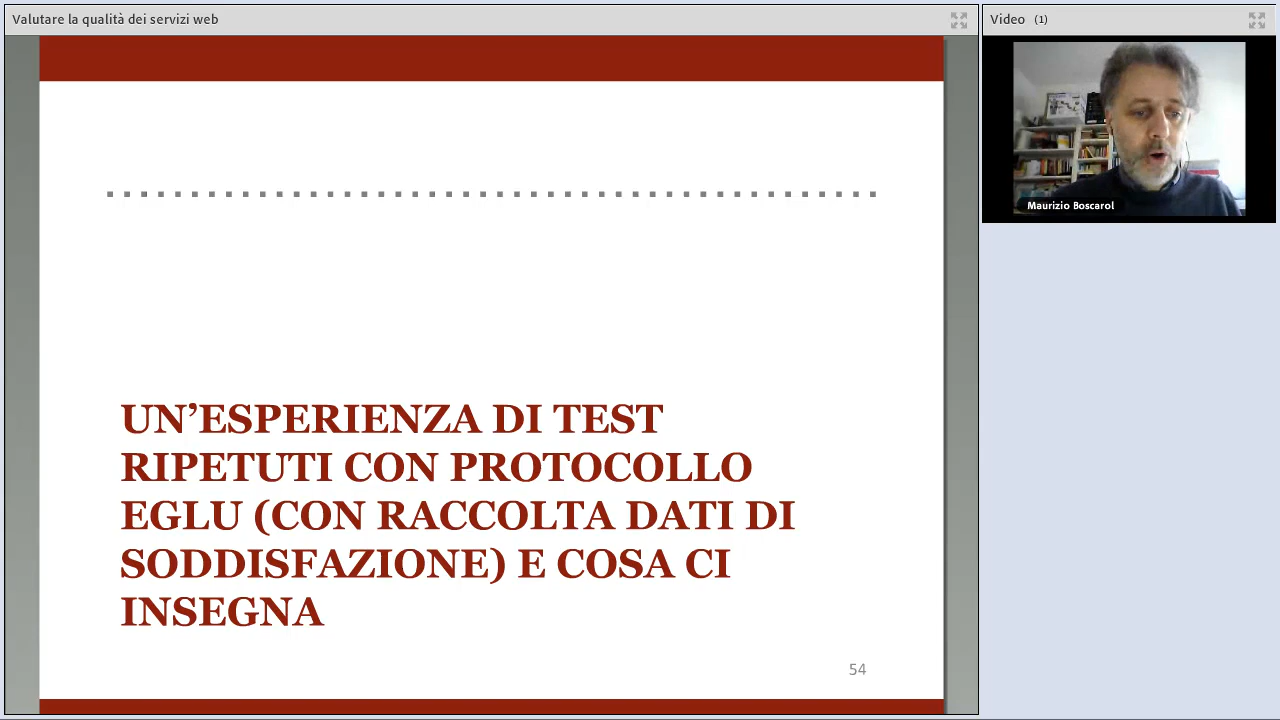 Valutare la qualità dei servizi web
Video (1)
Maurizio Boscarol
UN’ESPERIENZA DI TEST
RIPETUTI CON PROTOCOLLO
EGLU (CON RACCOLTA DATI DI
SODDISFAZIONE) E COSA CI
INSEGNA
54